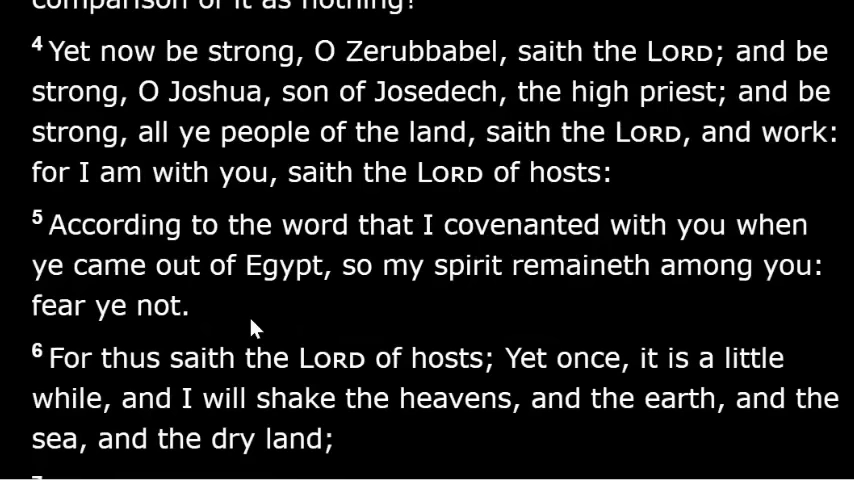 comparison of it as nothing?
4 Yet now be strong, O Zerubbabel, saith the LORD; and be
strong, O Joshua, son of Josedech, the high priest; and be
strong, all ye people of the land, saith the LORD, and work:
for I am with you, saith the LORD of hosts:
5 According to the word that I covenanted with you when
ye came out of Egypt, so my spirit remaineth among you:
fear ye not.
6 For thus saith the LORD of hosts; Yet once, it is a little
while, and I will shake the heavens, and the earth, and the
sea, and the dry land;